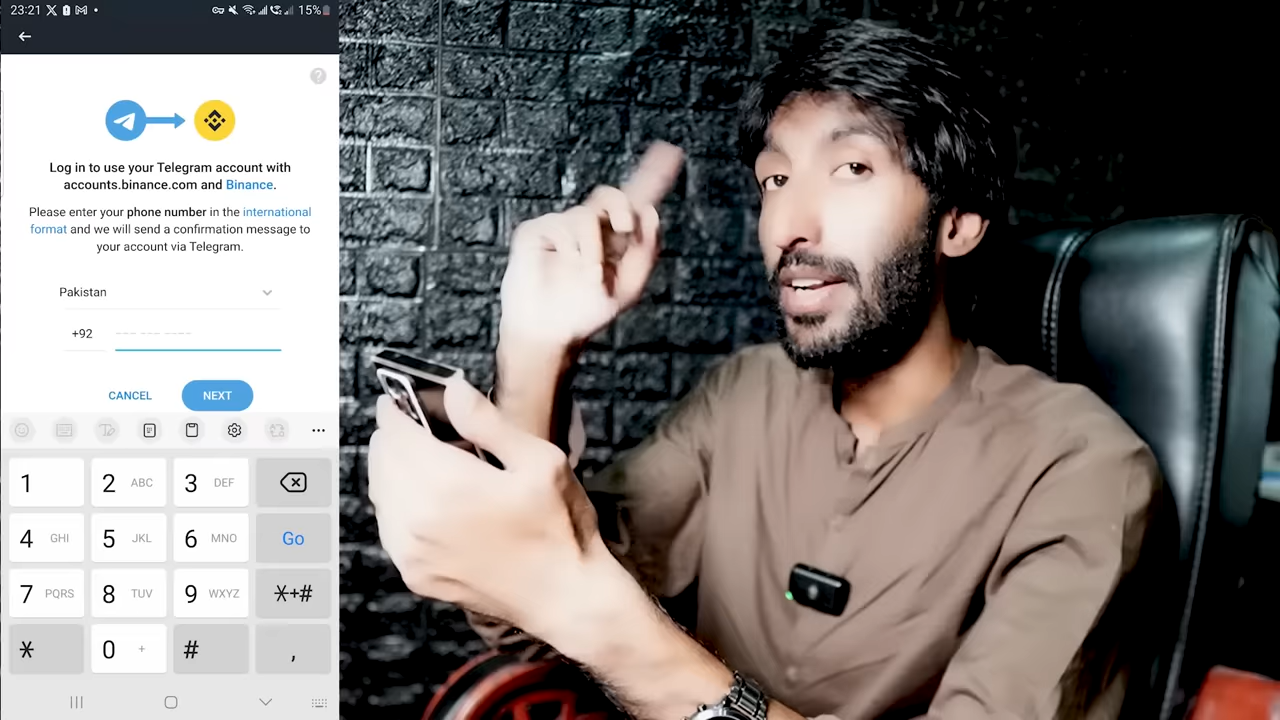 23:21
15%
Log in to use your Telegram account with
accounts.binance.com and Binance.
Please enter your phone number in the international
format and we will send a confirmation message to
your account via Telegram.
Pakistan
+92
CANCEL
NEXT
1
2 ABC
3 DEF
4 GHI
5 JKL
6 MNO
Go
7 PQRS
8 TUV
9 WXYZ
*+#
*
0 +
#
,